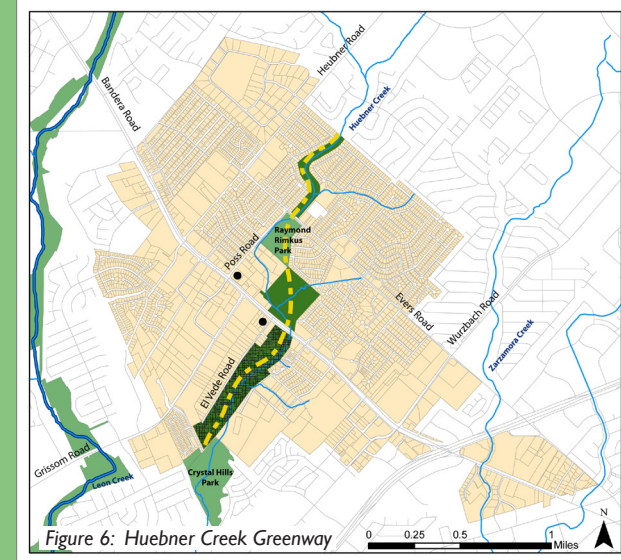 Heubner Road
Bandera Road
Huebner Creek
Raymond
Rimkus
Park
Poss Road
Evers Road
Wurzbach Road
Zarzamora Creek
El Vede Road
Grissom Road
Leon Creek
Crystal Hills
Park
Figure 6: Huebner Creek Greenway
0 0.25 0.5 1
Miles
N